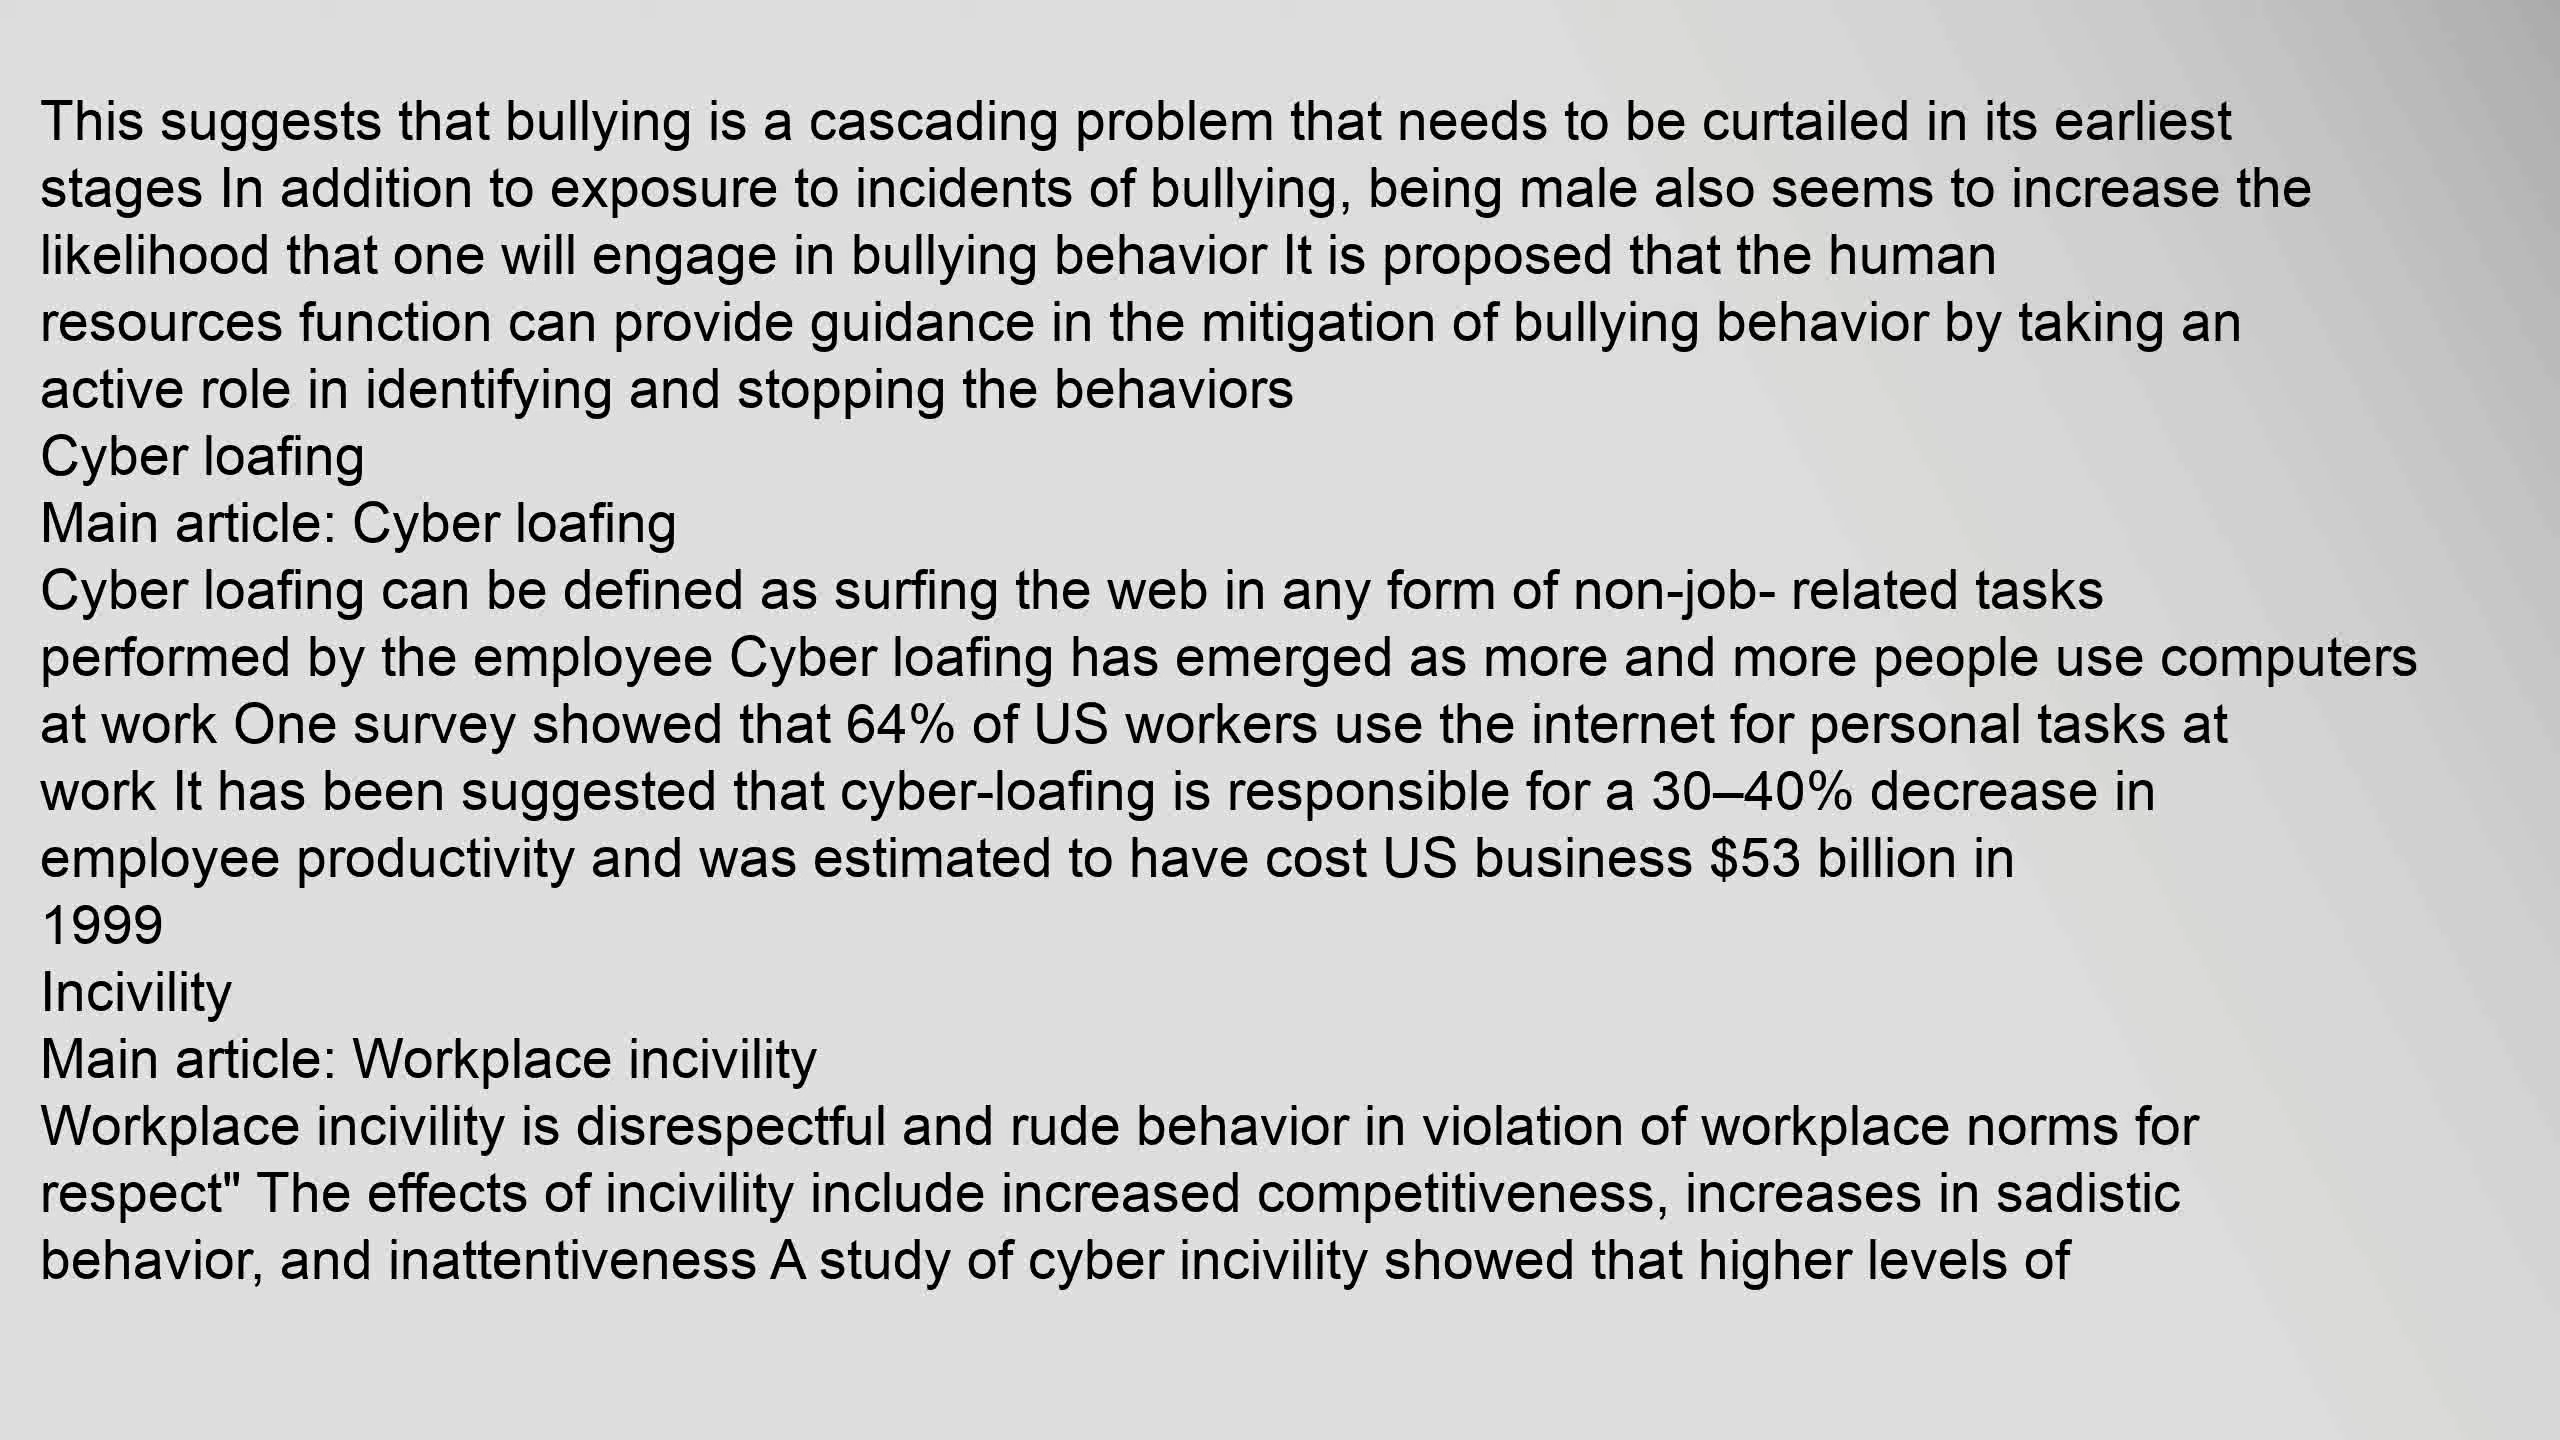 This suggests that bullying is a cascading problem that needs to be curtailed in its earliest
stages In addition to exposure to incidents of bullying, being male also seems to increase the
likelihood that one will engage in bullying behavior It is proposed that the human
resources function can provide guidance in the mitigation of bullying behavior by taking an
active role in identifying and stopping the behaviors
Cyber loafing
Main article: Cyber loafing
Cyber loafing can be defined as surfing the web in any form of non-job- related tasks
performed by the employee Cyber loafing has emerged as more and more people use computers
at work One survey showed that 64% of US workers use the internet for personal tasks at
work It has been suggested that cyber-loafing is responsible for a 30–40% decrease in
employee productivity and was estimated to have cost US business $53 billion in
1999
Incivility
Main article: Workplace incivility
Workplace incivility is disrespectful and rude behavior in violation of workplace norms for
respect" The effects of incivility include increased competitiveness, increases in sadistic
behavior, and inattentiveness A study of cyber incivility showed that higher levels of